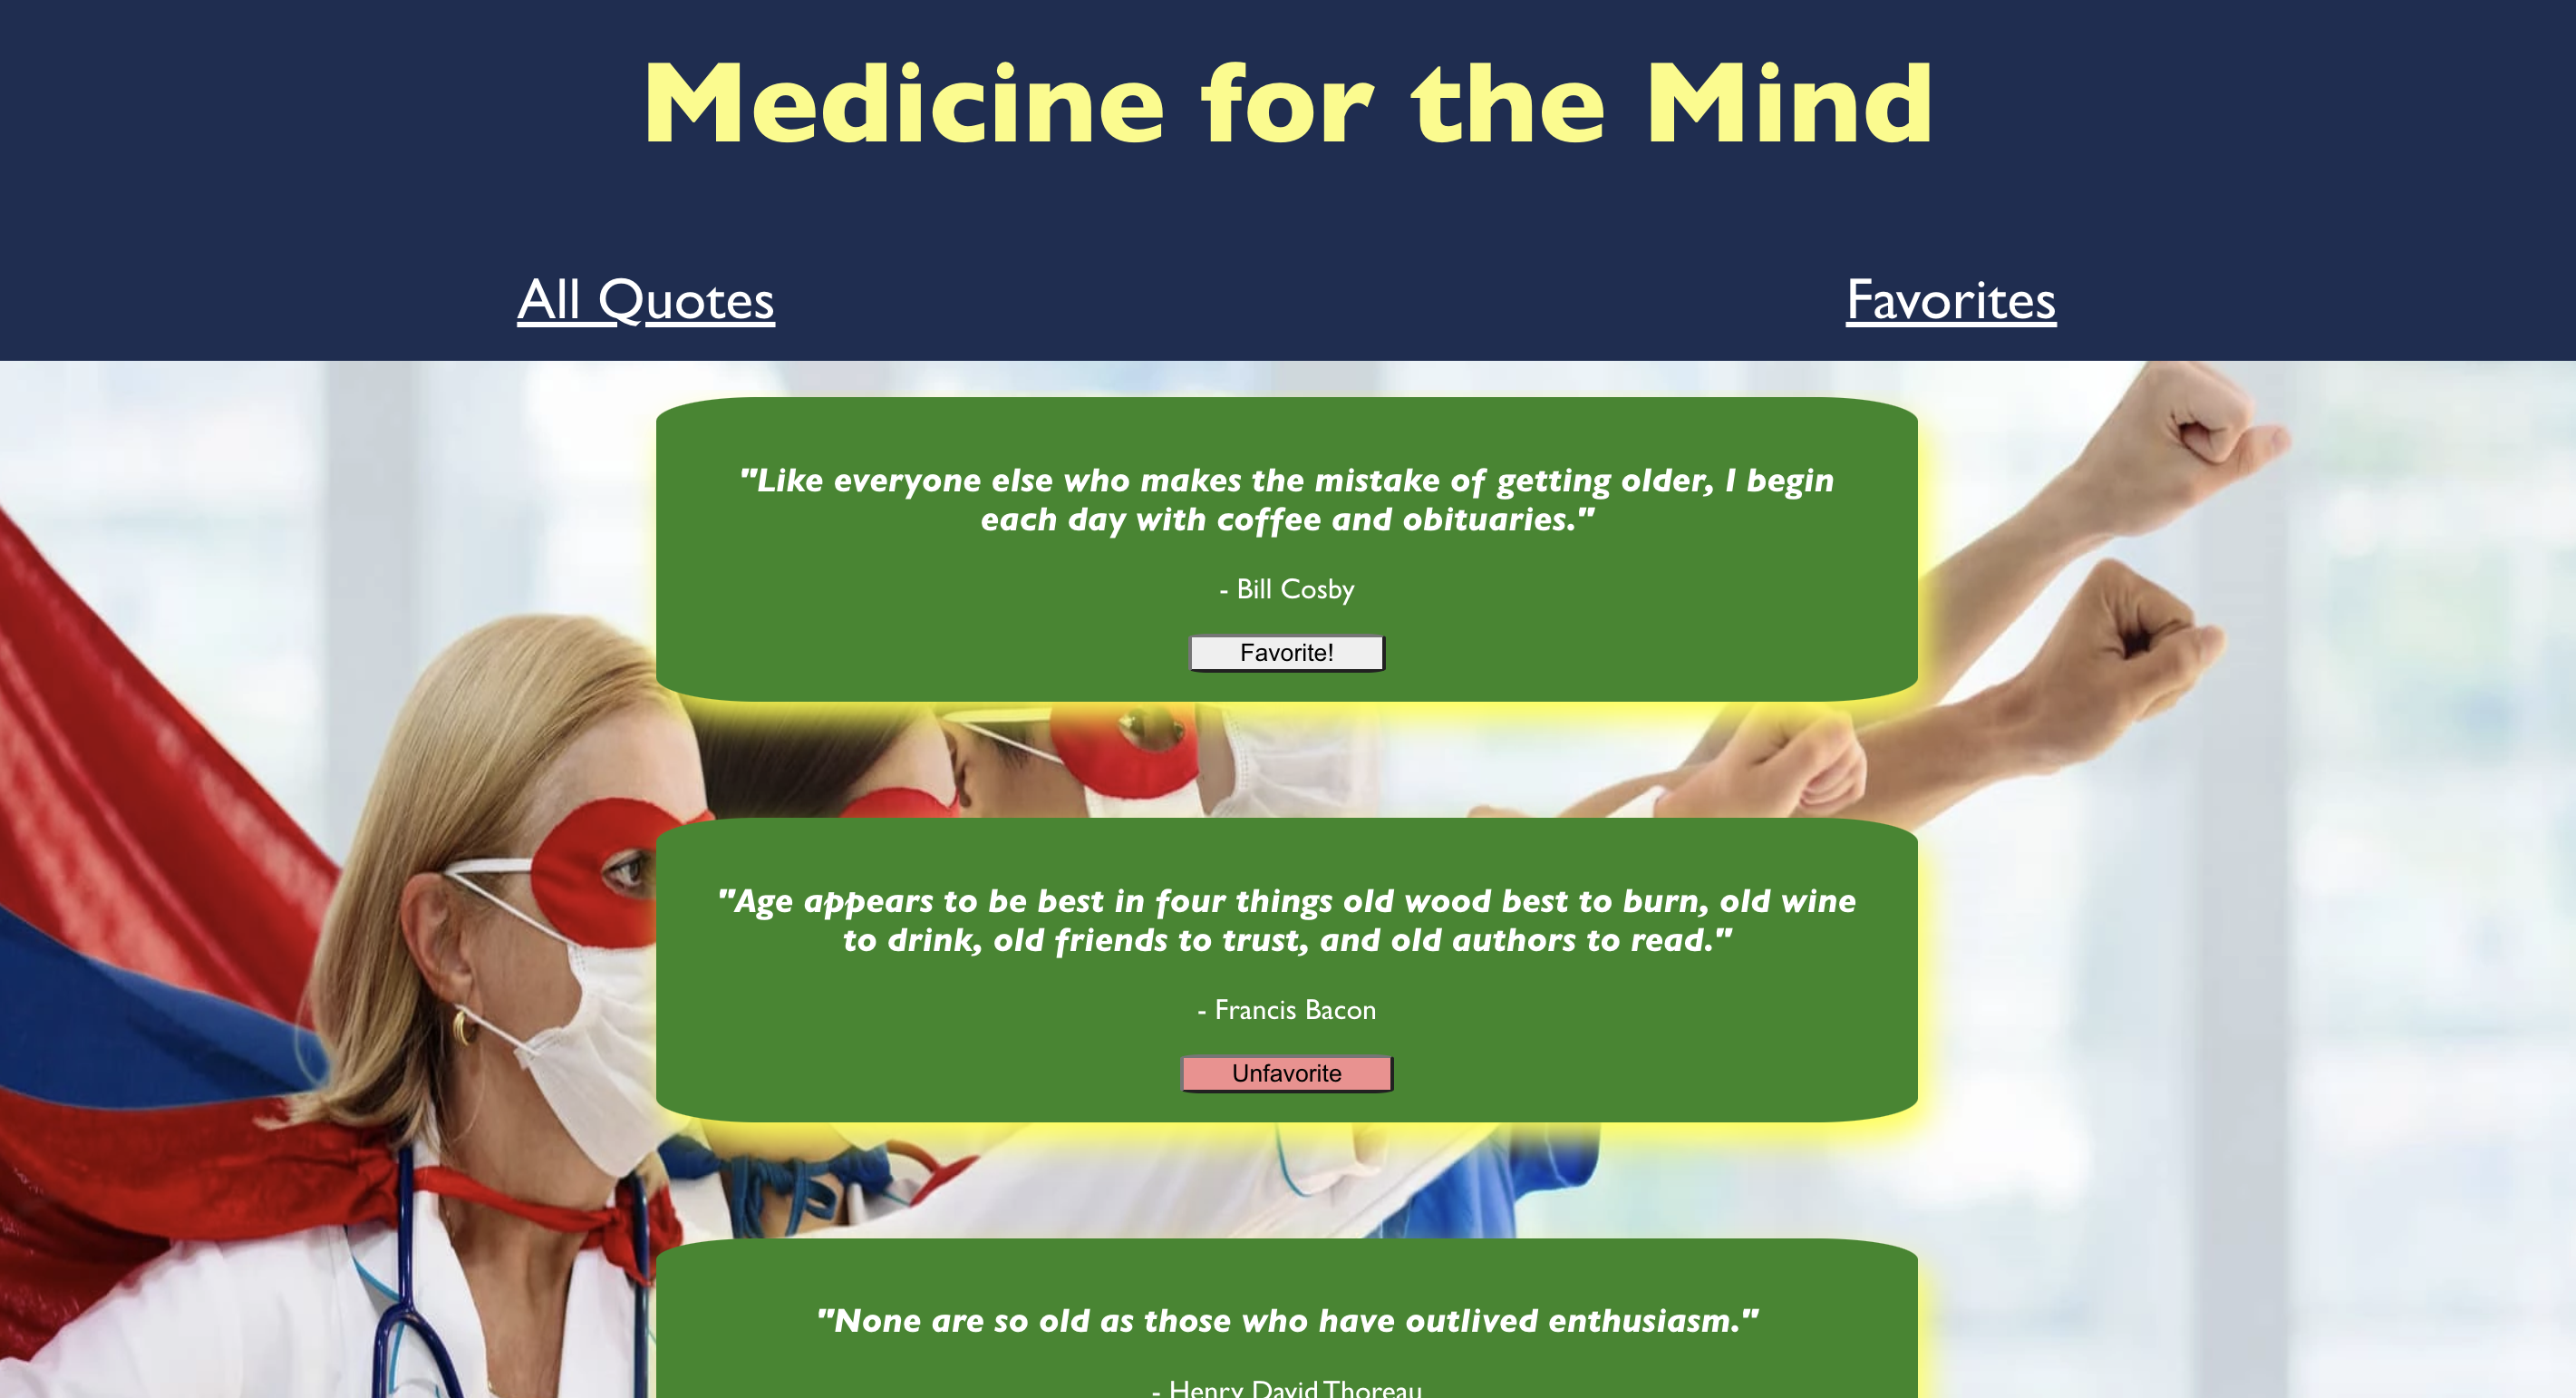 Medicine for the Mind
All Quotes
Favorites
"Like everyone else who makes the mistake of getting older, I begin
each day with coffee and obituaries."
- Bill Cosby
Favorite!
"Age appears to be best in four things old wood best to burn, old wine
to drink, old friends to trust, and old authors to read."
- Francis Bacon
Unfavorite
"None are so old as those who have outlived enthusiasm."
- Henry David Thoreau